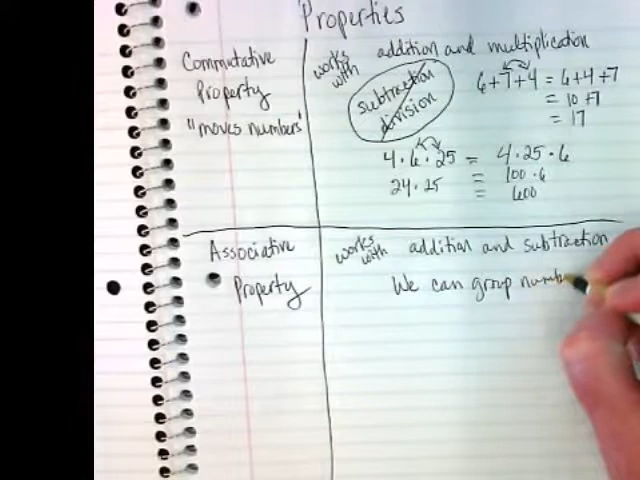 Properties
Commutative
Property
"moves numbers"
works with addition and multiplication
subtraction
division
6+7+4 = 6+4+7
= 10+7
= 17
4·6·25 = 4·25·6
24·25 = 100·6
= 600
Associative
Property
works with addition and subtraction
We can group numb